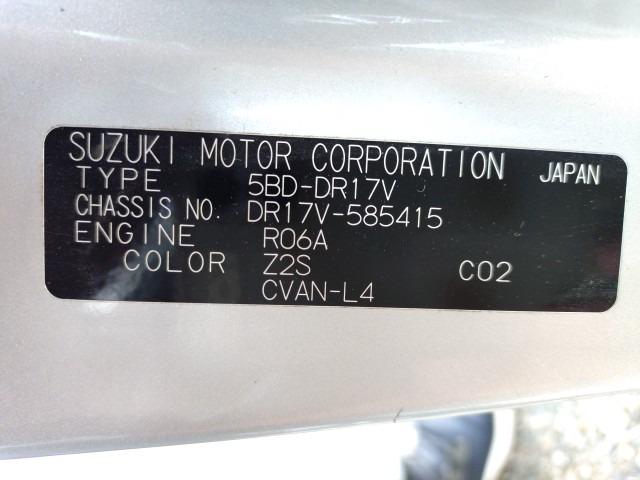 SUZUKI MOTOR CORPORATION JAPAN
TYPE 5BD-DR17V
CHASSIS NO. DR17V-585415
ENGINE R06A
COLOR Z2S C02
CVAN-L4